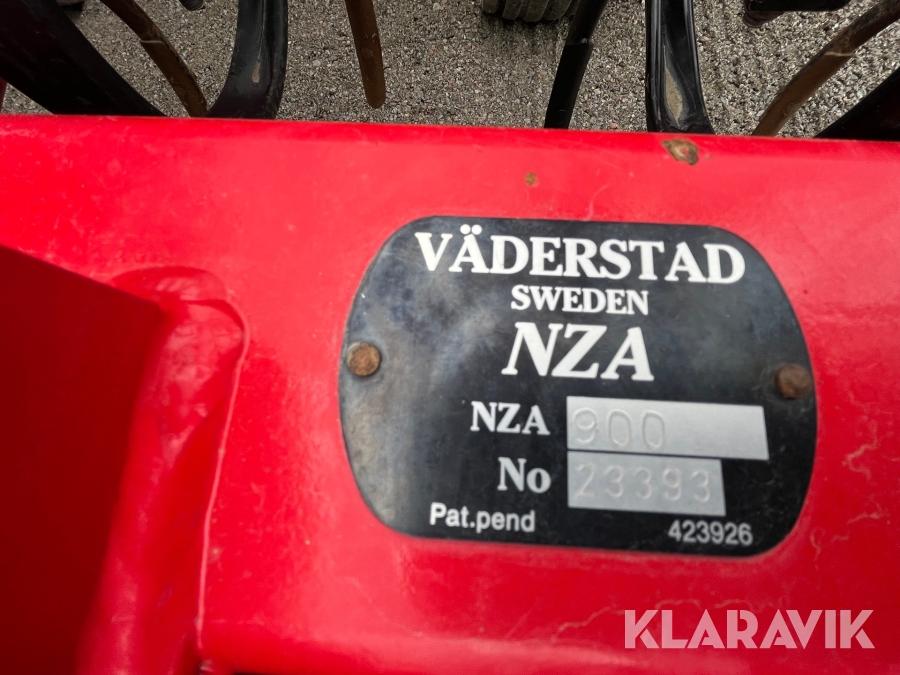 VÄDERSTAD
SWEDEN
NZA
NZA 900
No 23393
Pat.pend 423926
KLARAVIK